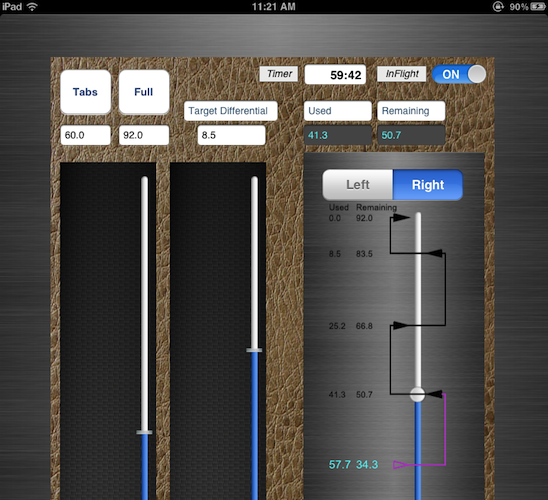 iPad 11:21 AM 90%
Timer 59:42 InFlight ON
Tabs Full
Target Differential Used Remaining
60.0 92.0 8.5 41.3 50.7
Left Right
Used Remaining
0.0 92.0
8.5 83.5
25.2 66.8
41.3 50.7
57.7 34.3